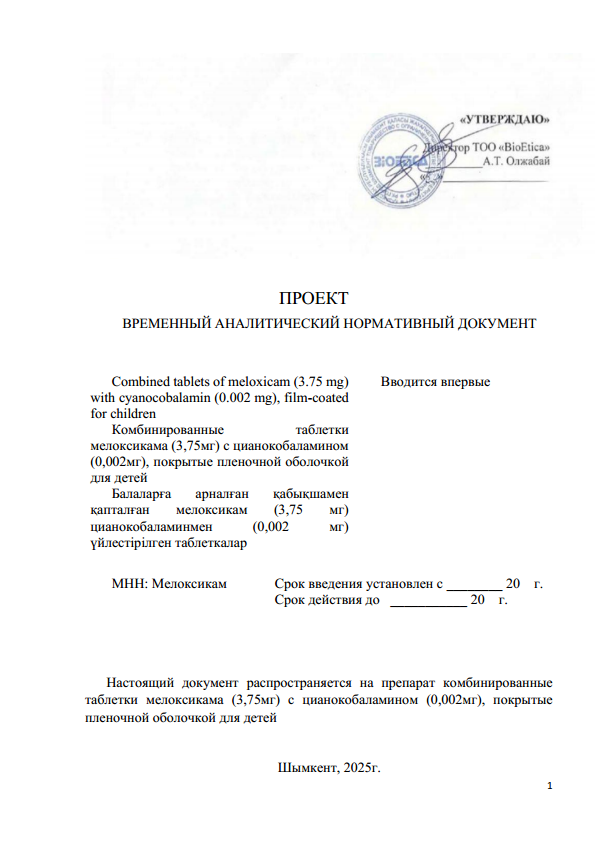 «УТВЕРЖДАЮ»
Директор ТОО «BioEtica»
А.Т. Олжабай
BIOETICA
ПРОЕКТ
ВРЕМЕННЫЙ АНАЛИТИЧЕСКИЙ НОРМАТИВНЫЙ ДОКУМЕНТ
Combined tablets of meloxicam (3.75 mg)
with cyanocobalamin (0.002 mg), film-coated
for children
Вводится впервые
Комбинированные таблетки
мелоксикама (3,75мг) с цианокобаламином
(0,002мг), покрытые пленочной оболочкой
для детей
Балаларға арналған қабықшамен
қапталған мелоксикам (3,75 мг)
цианокобаламинмен (0,002 мг)
үйлестірілген таблеткалар
МНН: Мелоксикам
Срок введения установлен с ________ 20 г.
Срок действия до ___________ 20 г.
Настоящий документ распространяется на препарат комбинированные
таблетки мелоксикама (3,75мг) с цианокобаламином (0,002мг), покрытые
пленочной оболочкой для детей
Шымкент, 2025г.
1